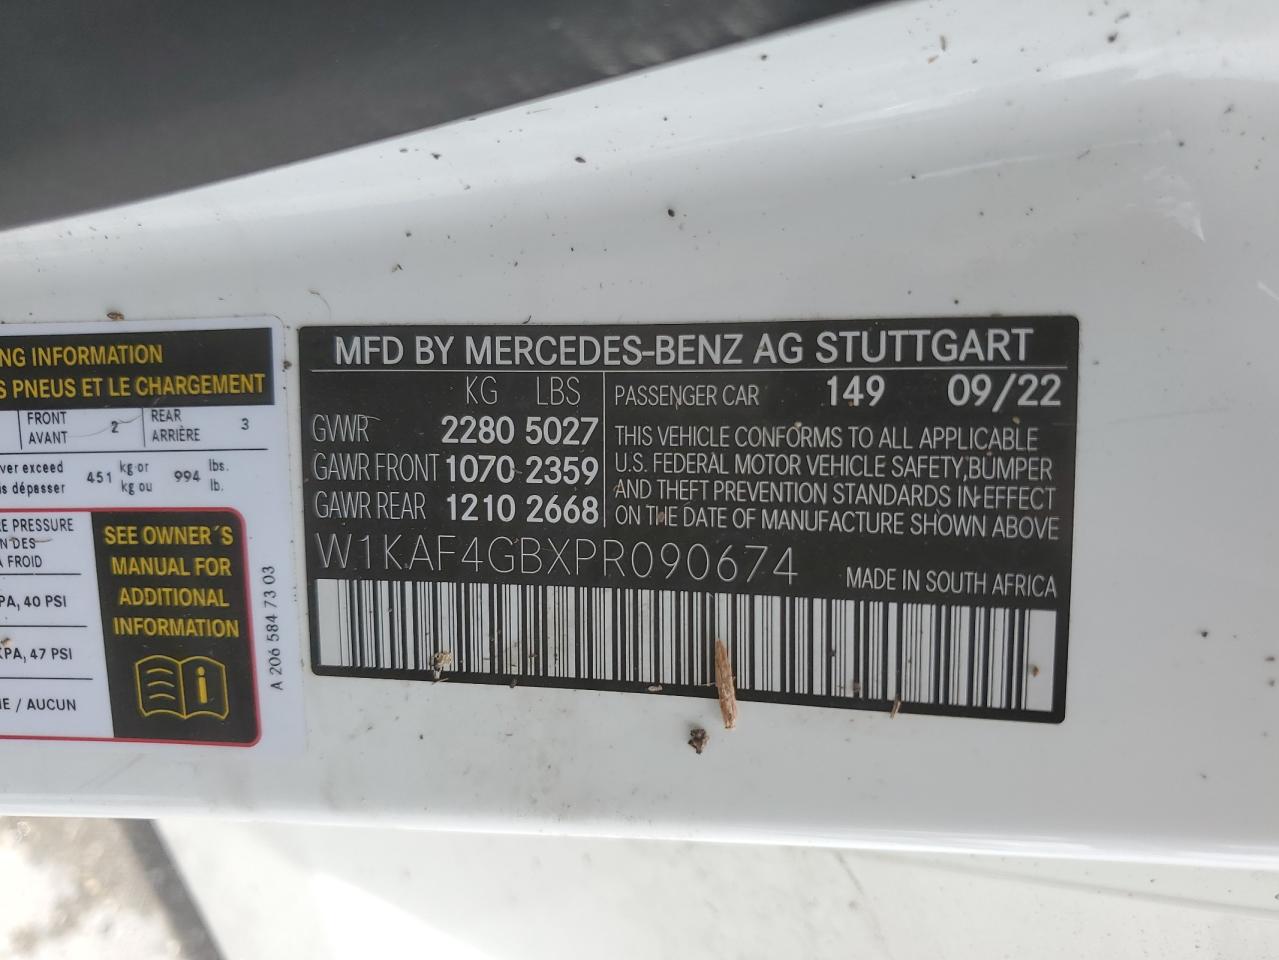 NG INFORMATION
S PNEUS ET LE CHARGEMENT
FRONT
AVANT
2
REAR
ARRIÈRE
3
ver exceed
is dépasser
451
kg or
kg ou
994
lbs.
lb.
E PRESSURE
N DES
A FROID
PA, 40 PSI
KPA, 47 PSI
NE / AUCUN
SEE OWNER´S
MANUAL FOR
ADDITIONAL
INFORMATION
A 206 584 73 03
MFD BY MERCEDES-BENZ AG STUTTGART
KG LBS
GVWR 2280 5027
GAWR FRONT 1070 2359
GAWR REAR 1210 2668
PASSENGER CAR 149 09/22
THIS VEHICLE CONFORMS TO ALL APPLICABLE
U.S. FEDERAL MOTOR VEHICLE SAFETY,BUMPER
AND THEFT PREVENTION STANDARDS IN EFFECT
ON THE DATE OF MANUFACTURE SHOWN ABOVE
W1KAF4GBXPR090674
MADE IN SOUTH AFRICA